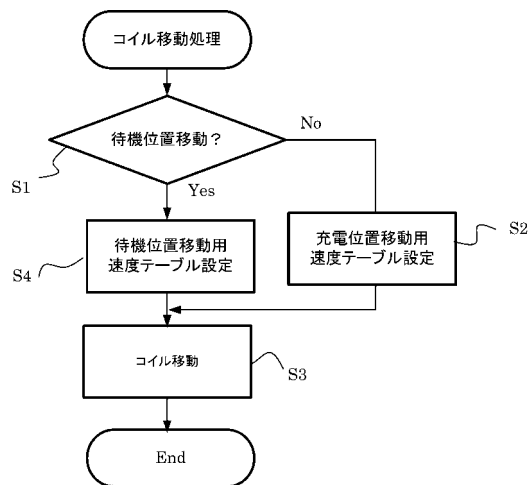 コイル移動処理
待機位置移動?
No
S1
Yes
待機位置移動用
速度テーブル設定
S4
充電位置移動用
速度テーブル設定
S2
コイル移動
S3
End